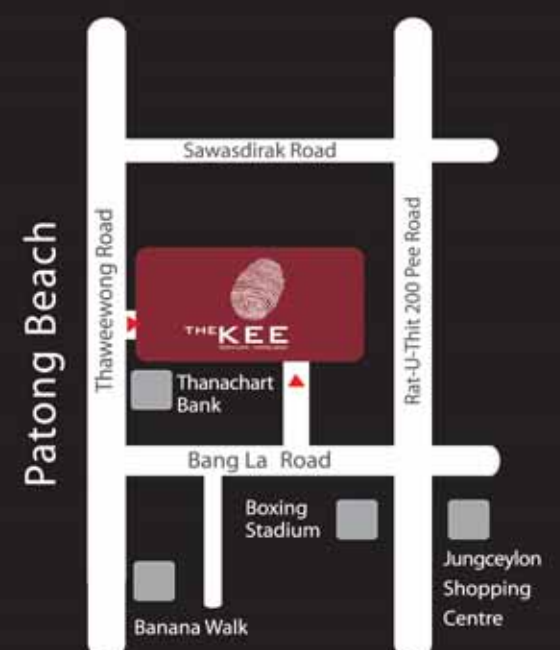 Sawasdirak Road
Patong Beach
Thaweewong Road
Rat-U-Thit 200 Pee Road
THE KEE
Thanachart
Bank
Bang La Road
Boxing
Stadium
Jungceylon
Shopping
Centre
Banana Walk